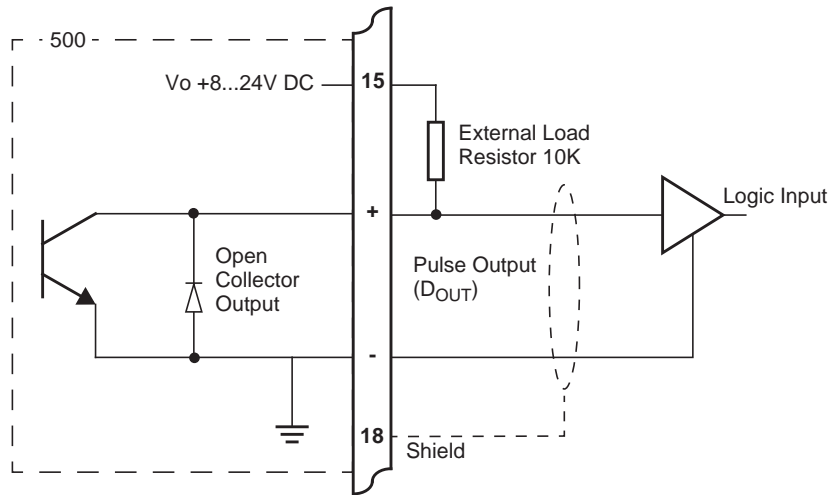 500
Vo +8...24V DC
15
External Load
Resistor 10K
+
Logic Input
Open
Collector
Output
Pulse Output
(DOUT)
-
18
Shield